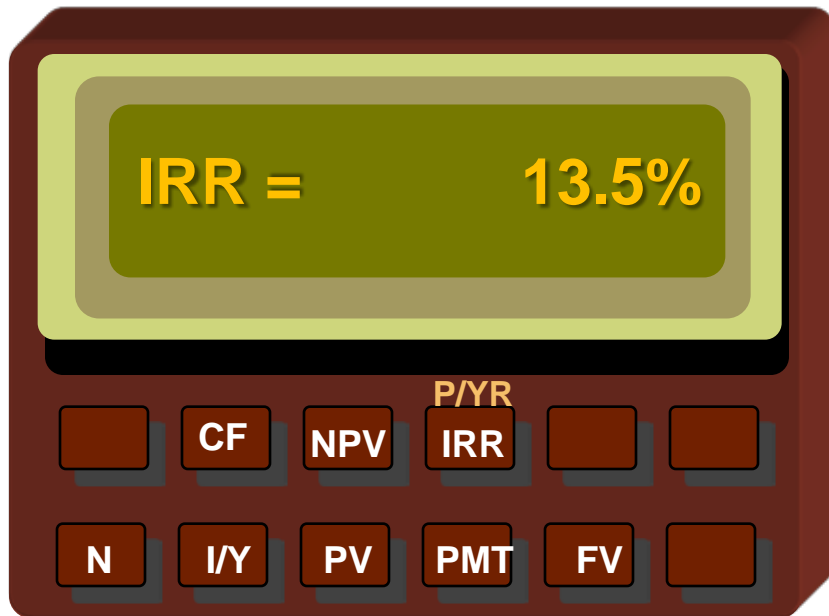 IRR = 13.5%
P/YR
CF NPV IRR
N I/Y PV PMT FV